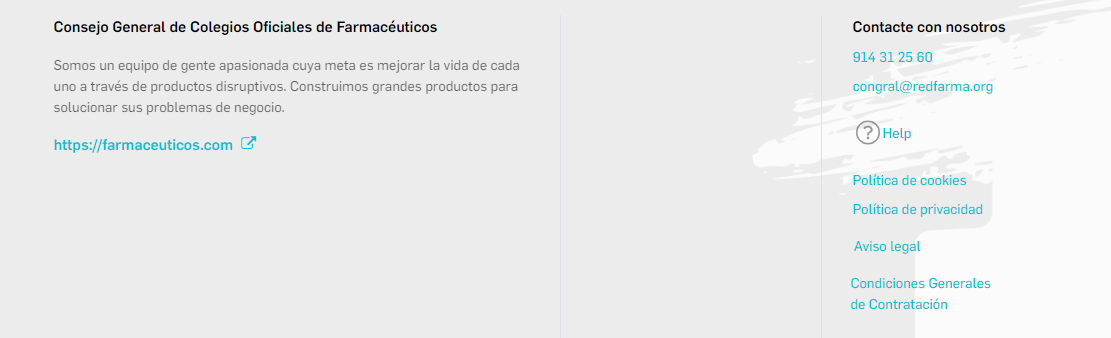 Consejo General de Colegios Oficiales de Farmacéuticos
Somos un equipo de gente apasionada cuya meta es mejorar la vida de cada
uno a través de productos disruptivos. Construimos grandes productos para
solucionar sus problemas de negocio.
https://farmaceuticos.com
Contacte con nosotros
914 31 25 60
congral@redfarma.org
? Help
Política de cookies
Política de privacidad
Aviso legal
Condiciones Generales
de Contratación